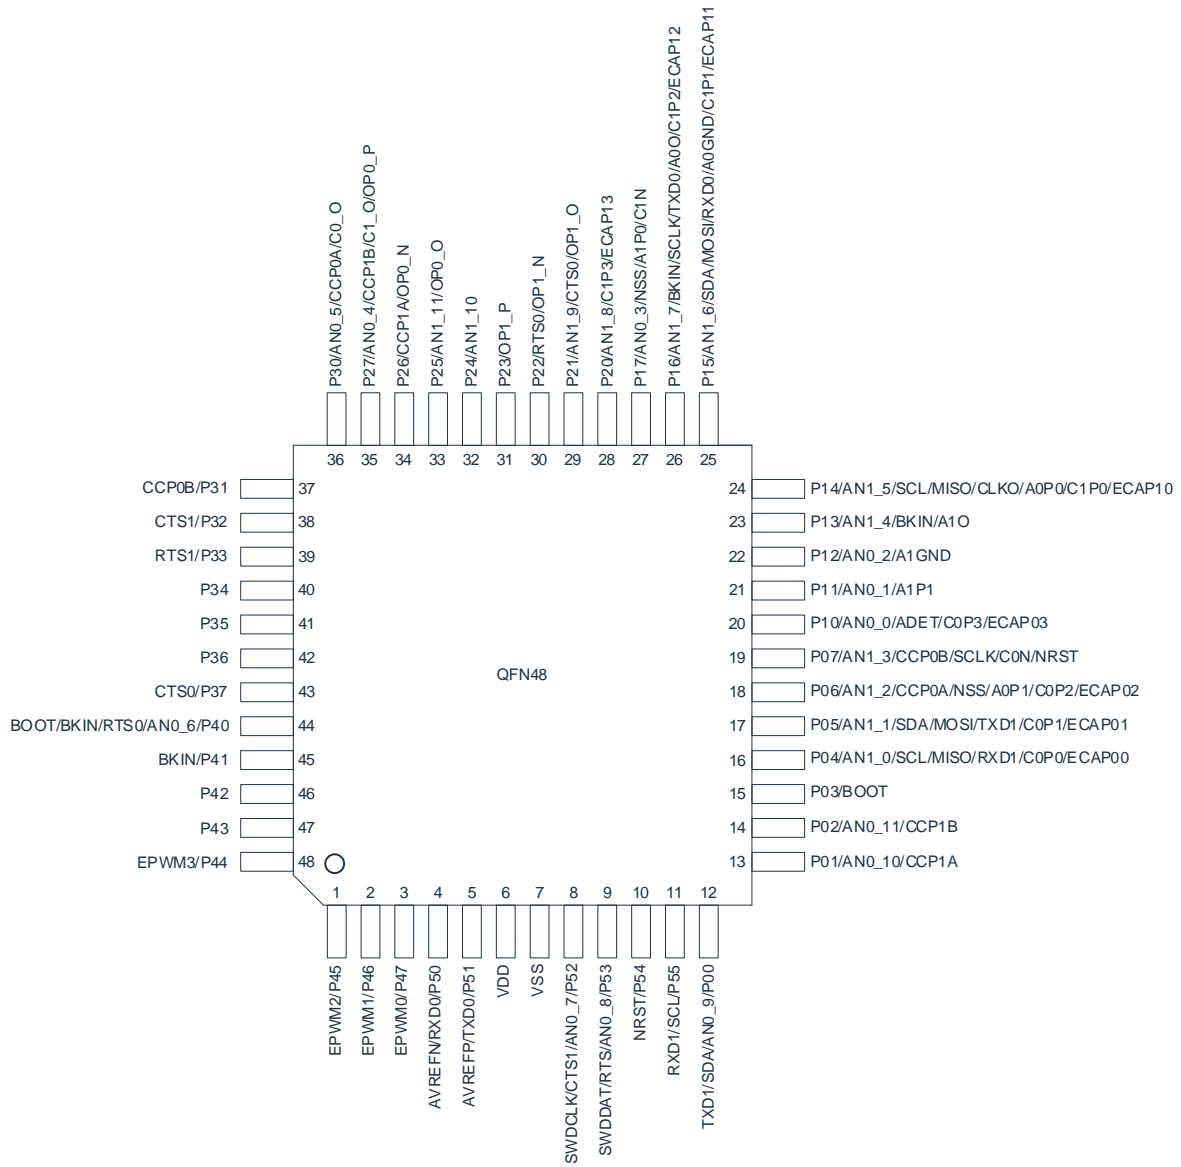 P30/AN0_5/CCP0A/C0_O
P27/AN0_4/CCP1B/C1_O/OP0_P
P26/CCP1A/OP0_N
P25/AN1_11/OP0_O
P24/AN1_10
P23/OP1_P
P22/RTS0/OP1_N
P21/AN1_9/CTS0/OP1_O
P20/AN1_8/C1P3/ECAP13
P17/AN0_3/NSS/A1P0/C1N
P16/AN1_7/BKIN/SCLK/TXD0/A0O/C1P2/ECAP12
P15/AN1_6/SDA/MOSI/RXD0/A0GND/C1P1/ECAP11
36 35 34 33 32 31 30 29 28 27 26 25
CCP0B/P31 37
CTS1/P32 38
RTS1/P33 39
P34 40
P35 41
P36 42
CTS0/P37 43
BOOT/BKIN/RTS0/AN0_6/P40 44
BKIN/P41 45
P42 46
P43 47
EPWM3/P44 48
QFN48
24 P14/AN1_5/SCL/MISO/CLKO/A0P0/C1P0/ECAP10
23 P13/AN1_4/BKIN/A1O
22 P12/AN0_2/A1GND
21 P11/AN0_1/A1P1
20 P10/AN0_0/ADET/C0P3/ECAP03
19 P07/AN1_3/CCP0B/SCLK/C0N/NRST
18 P06/AN1_2/CCP0A/NSS/A0P1/C0P2/ECAP02
17 P05/AN1_1/SDA/MOSI/TXD1/C0P1/ECAP01
16 P04/AN1_0/SCL/MISO/RXD1/C0P0/ECAP00
15 P03/BOOT
14 P02/AN0_11/CCP1B
13 P01/AN0_10/CCP1A
1 2 3 4 5 6 7 8 9 10 11 12
EPWM2/P45
EPWM1/P46
EPWM0/P47
AVREFN/RXD0/P50
AVREFP/TXD0/P51
VDD
VSS
SWDCLK/CTS1/AN0_7/P52
SWDDAT/RTS/AN0_8/P53
NRST/P54
RXD1/SCL/P55
TXD1/SDA/AN0_9/P00